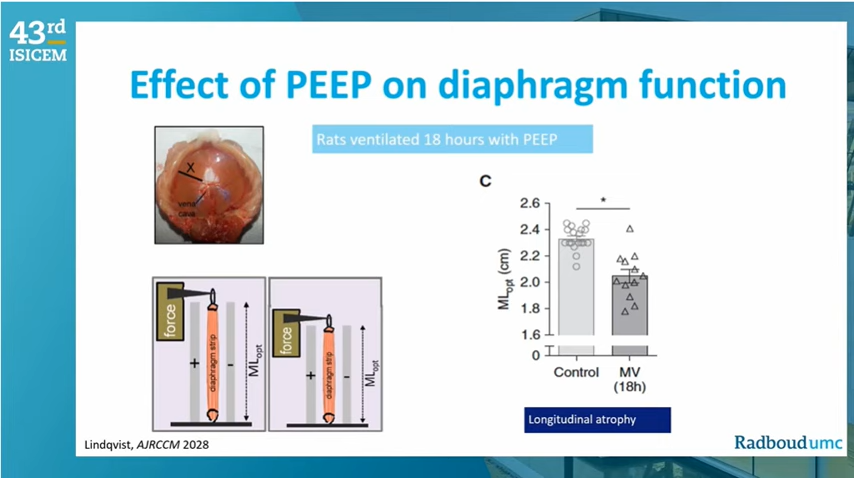 43rd
ISICEM
Effect of PEEP on diaphragm function
Rats ventilated 18 hours with PEEP
X
vena
cava
C
*
2.6
2.4
2.2
2.0
1.8
1.6
0
MLopt (cm)
Control
MV
(18h)
force
+
diaphragm strip
-
MLopt
force
+
diaphragm strip
-
MLopt
Longitudinal atrophy
Lindqvist, AJRCCM 2028
Radboudumc